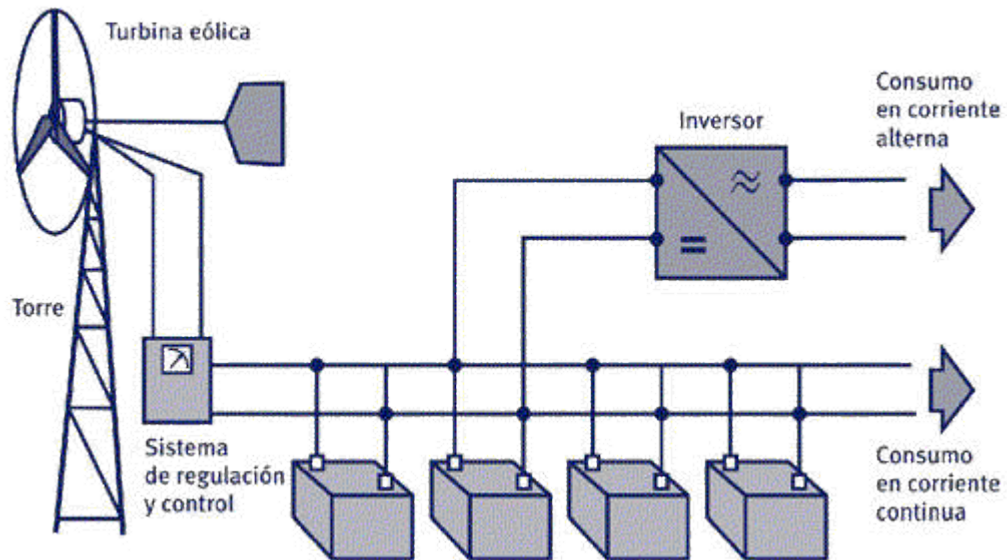 Turbina eólica
Consumo
en corriente
alterna
Inversor
Torre
Sistema
de regulación
y control
Consumo
en corriente
continua